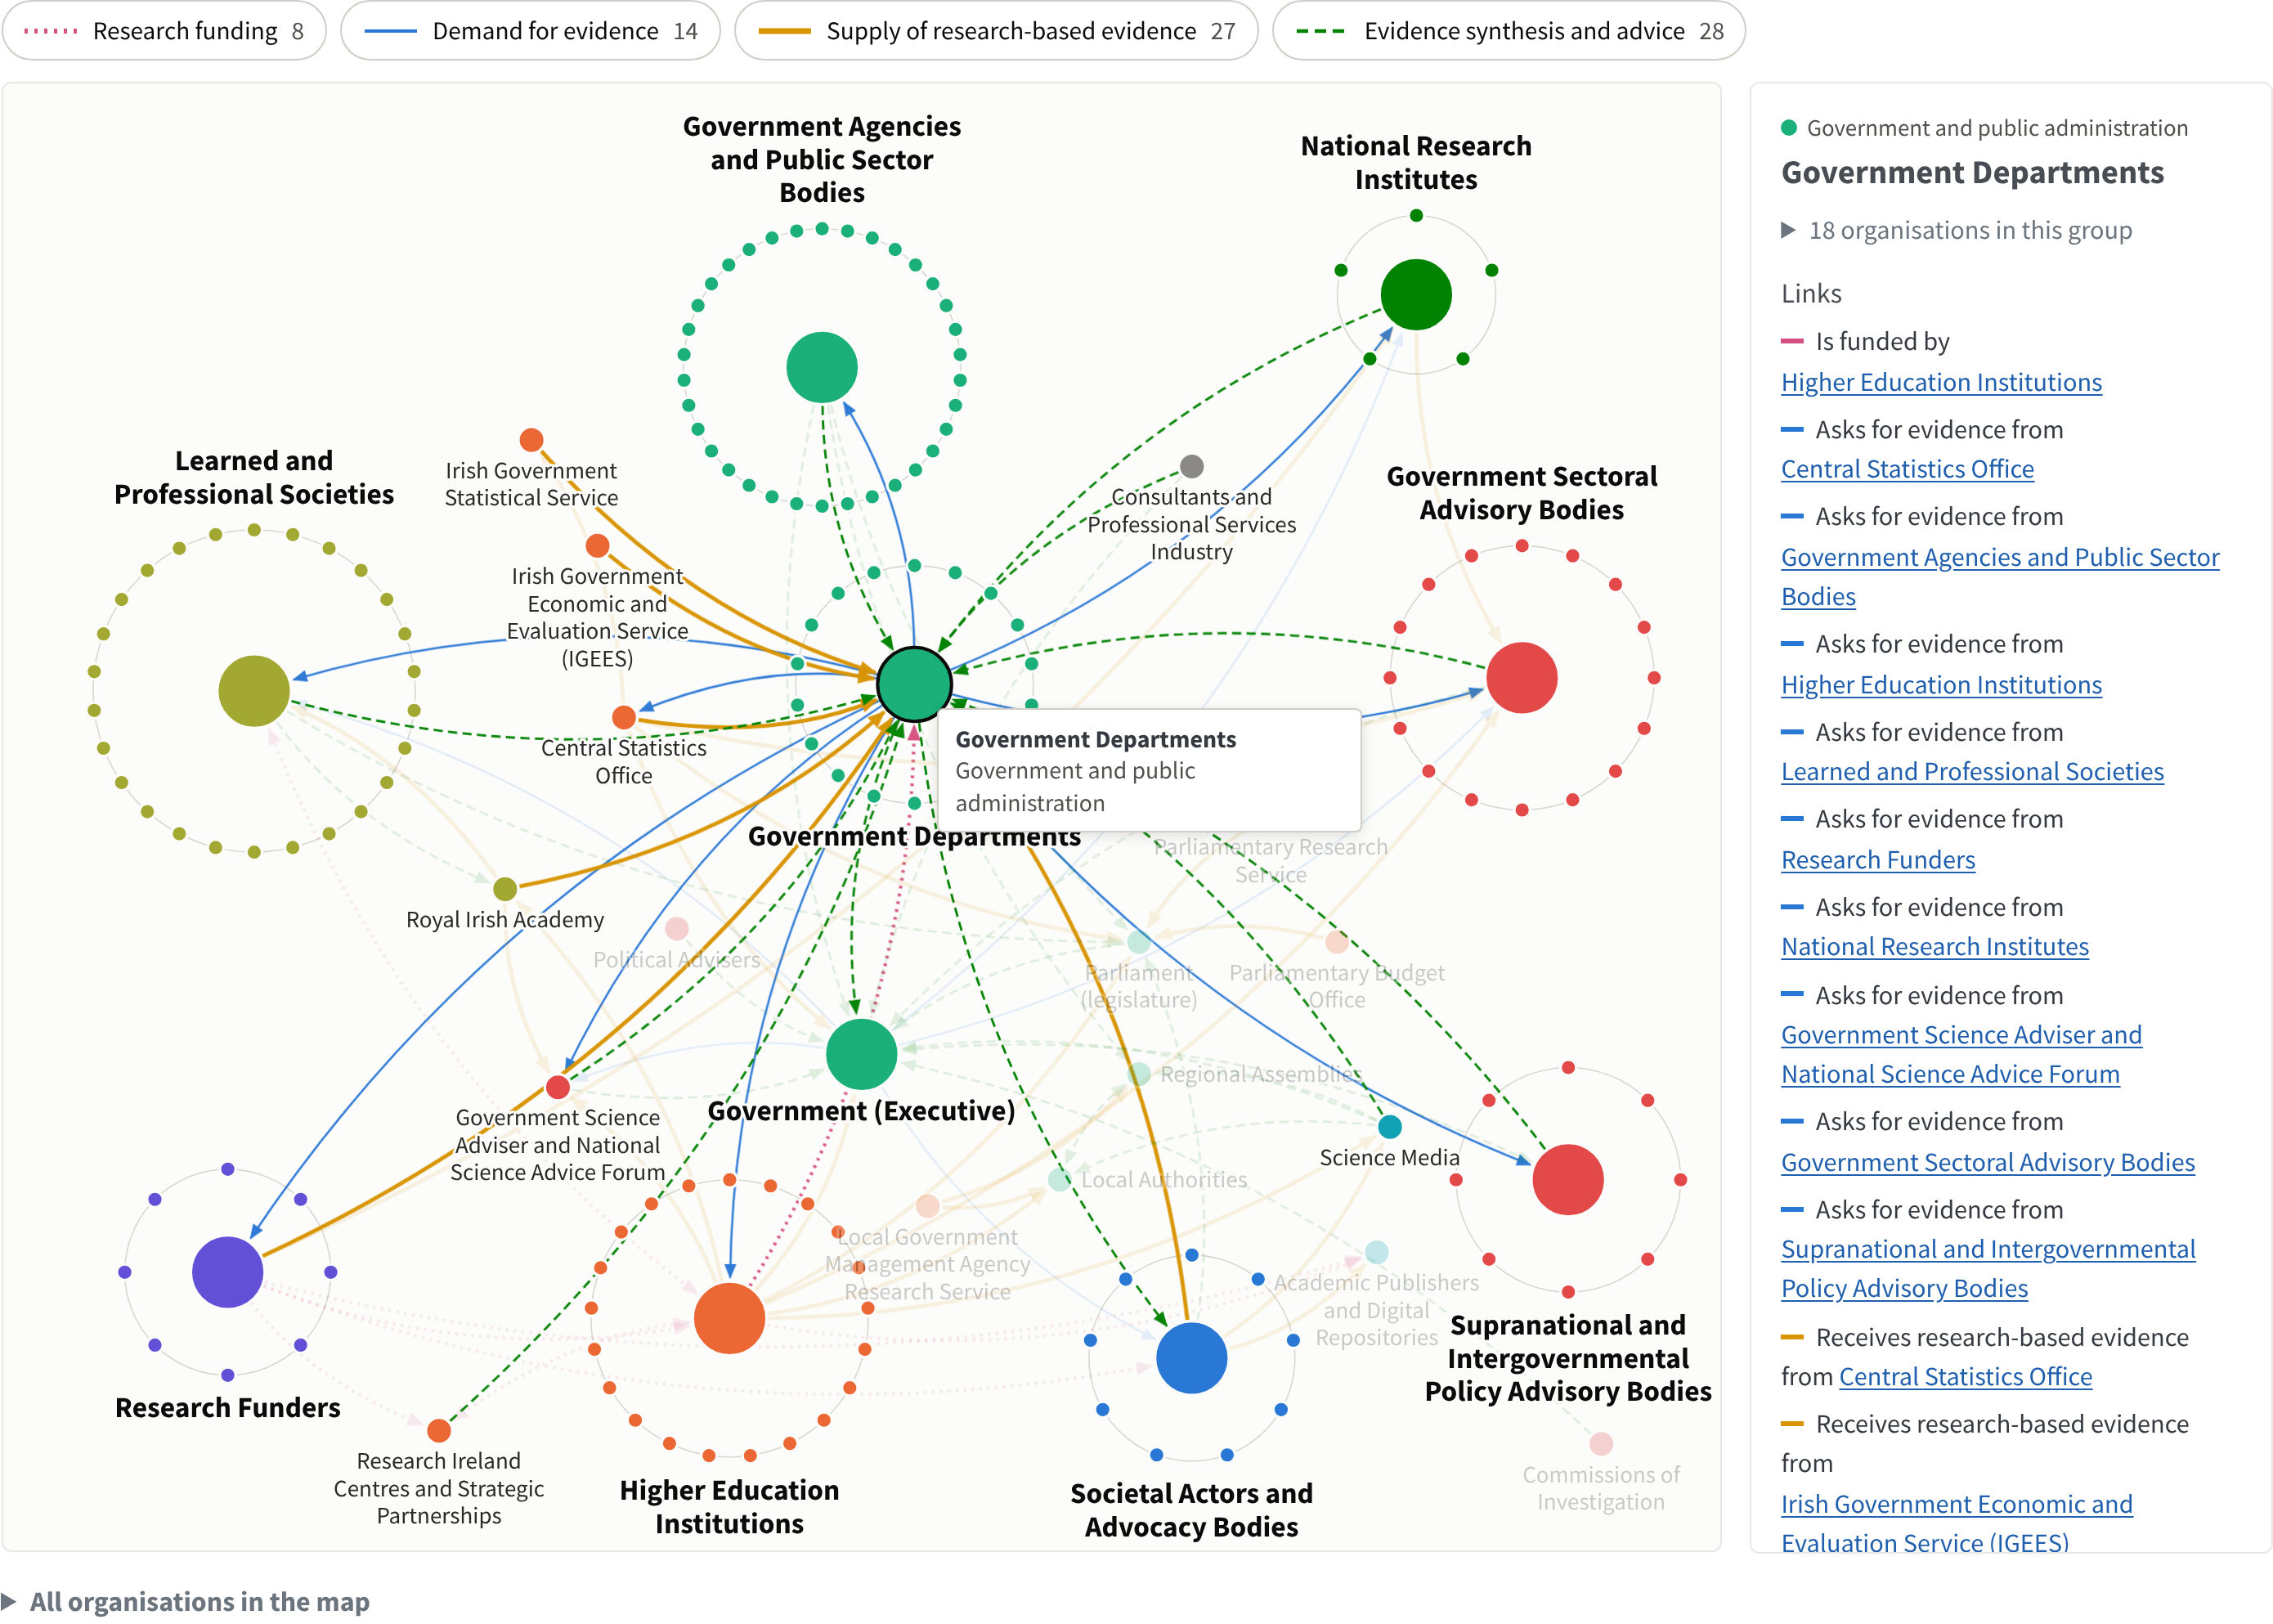 Research funding 8
Demand for evidence 14
Supply of research-based evidence 27
Evidence synthesis and advice 28
Government Agencies
and Public Sector
Bodies
National Research
Institutes
Learned and
Professional Societies
Irish Government
Statistical Service
Irish Government
Economic and
Evaluation Service
(IGEES)
Consultants and
Professional Services
Industry
Government Sectoral
Advisory Bodies
Central Statistics
Office
Government Departments
Government and public
administration
Government Departments
Parliamentary Research
Service
Royal Irish Academy
Political Advisers
Parliament
(legislature)
Parliamentary Budget
Office
Government (Executive)
Regional Assemblies
Government Science
Adviser and National
Science Advice Forum
Science Media
Local Authorities
Local Government
Management Agency
Research Service
Academic Publishers
and Digital
Repositories
Supranational and
Intergovernmental
Policy Advisory Bodies
Research Funders
Research Ireland
Centres and Strategic
Partnerships
Higher Education
Institutions
Societal Actors and
Advocacy Bodies
Commissions of
Investigation
Government and public administration
Government Departments
18 organisations in this group
Links
Is funded by
Higher Education Institutions
Asks for evidence from
Central Statistics Office
Asks for evidence from
Government Agencies and Public Sector
Bodies
Asks for evidence from
Higher Education Institutions
Asks for evidence from
Learned and Professional Societies
Asks for evidence from
Research Funders
Asks for evidence from
National Research Institutes
Asks for evidence from
Government Science Adviser and
National Science Advice Forum
Asks for evidence from
Government Sectoral Advisory Bodies
Asks for evidence from
Supranational and Intergovernmental
Policy Advisory Bodies
Receives research-based evidence
from Central Statistics Office
Receives research-based evidence
from
Irish Government Economic and
Evaluation Service (IGEES)
All organisations in the map